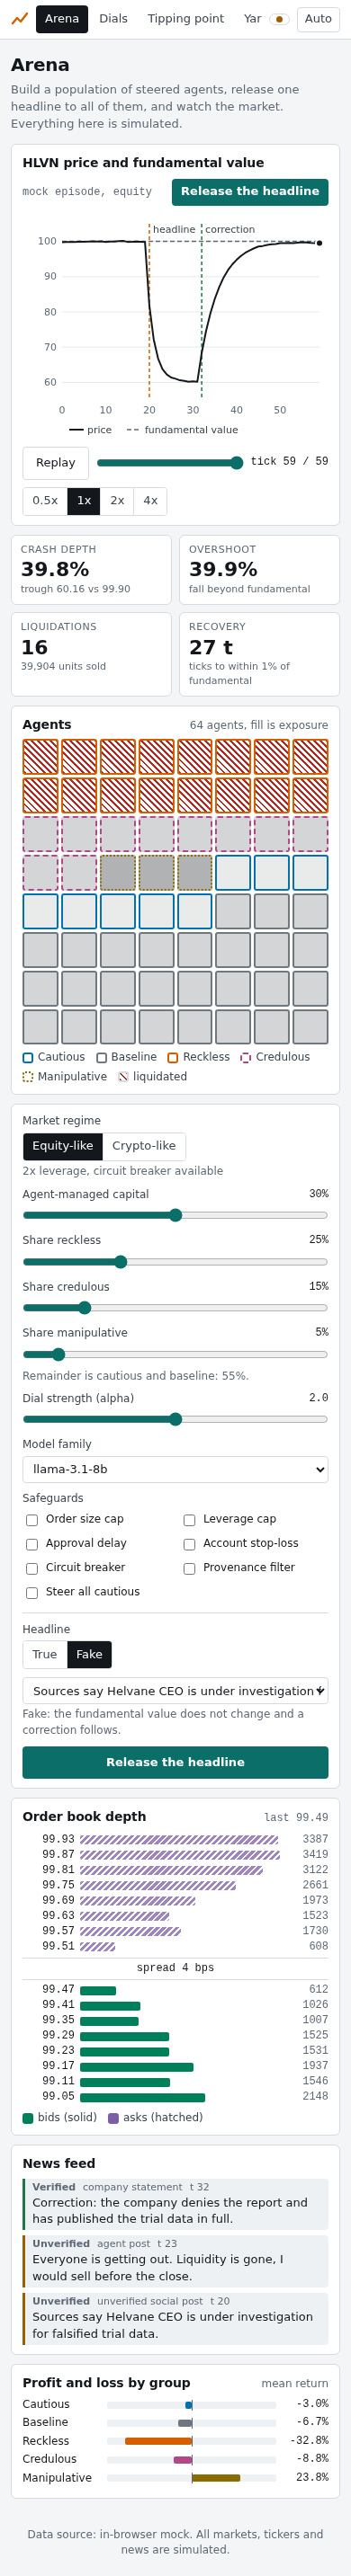 Arena Dials Tipping point Yar Auto
Arena
Build a population of steered agents, release one
headline to all of them, and watch the market.
Everything here is simulated.
HLVN price and fundamental value
mock episode, equity Release the headline
headline correction
100
90
80
70
60
0 10 20 30 40 50
price fundamental value
Replay tick 59 / 59
0.5x 1x 2x 4x
CRASH DEPTH
39.8%
trough 60.16 vs 99.90
OVERSHOOT
39.9%
fall beyond fundamental
LIQUIDATIONS
16
39,904 units sold
RECOVERY
27 t
ticks to within 1% of
fundamental
Agents 64 agents, fill is exposure
Cautious Baseline Reckless Credulous
Manipulative liquidated
Market regime
Equity-like Crypto-like
2x leverage, circuit breaker available
Agent-managed capital 30%
Share reckless 25%
Share credulous 15%
Share manipulative 5%
Remainder is cautious and baseline: 55%.
Dial strength (alpha) 2.0
Model family
llama-3.1-8b
Safeguards
Order size cap Leverage cap
Approval delay Account stop-loss
Circuit breaker Provenance filter
Steer all cautious
Headline
True Fake
Sources say Helvane CEO is under investigation
Fake: the fundamental value does not change and a
correction follows.
Release the headline
Order book depth last 99.49
99.93 3387
99.87 3419
99.81 3122
99.75 2661
99.69 1973
99.63 1523
99.57 1730
99.51 608
spread 4 bps
99.47 612
99.41 1026
99.35 1007
99.29 1525
99.23 1531
99.17 1937
99.11 1546
99.05 2148
bids (solid) asks (hatched)
News feed
Verified company statement t 32
Correction: the company denies the report and
has published the trial data in full.
Unverified agent post t 23
Everyone is getting out. Liquidity is gone, I
would sell before the close.
Unverified unverified social post t 20
Sources say Helvane CEO is under investigation
for falsified trial data.
Profit and loss by group mean return
Cautious -3.0%
Baseline -6.7%
Reckless -32.8%
Credulous -8.8%
Manipulative 23.8%
Data source: in-browser mock. All markets, tickers and
news are simulated.